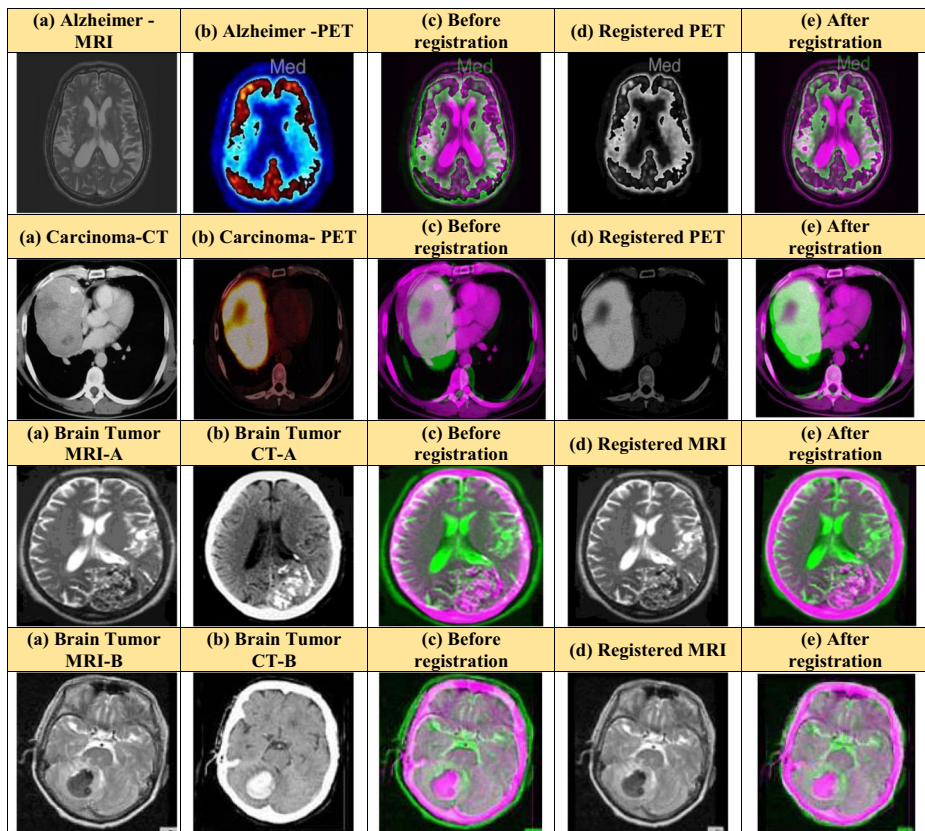 (a) Alzheimer -
MRI
(b) Alzheimer -PET
(c) Before
registration
(d) Registered PET
(e) After
registration
Med
Med
Med
Med
(a) Carcinoma-CT
(b) Carcinoma- PET
(c) Before
registration
(d) Registered PET
(e) After
registration
(a) Brain Tumor
MRI-A
(b) Brain Tumor
CT-A
(c) Before
registration
(d) Registered MRI
(e) After
registration
(a) Brain Tumor
MRI-B
(b) Brain Tumor
CT-B
(c) Before
registration
(d) Registered MRI
(e) After
registration